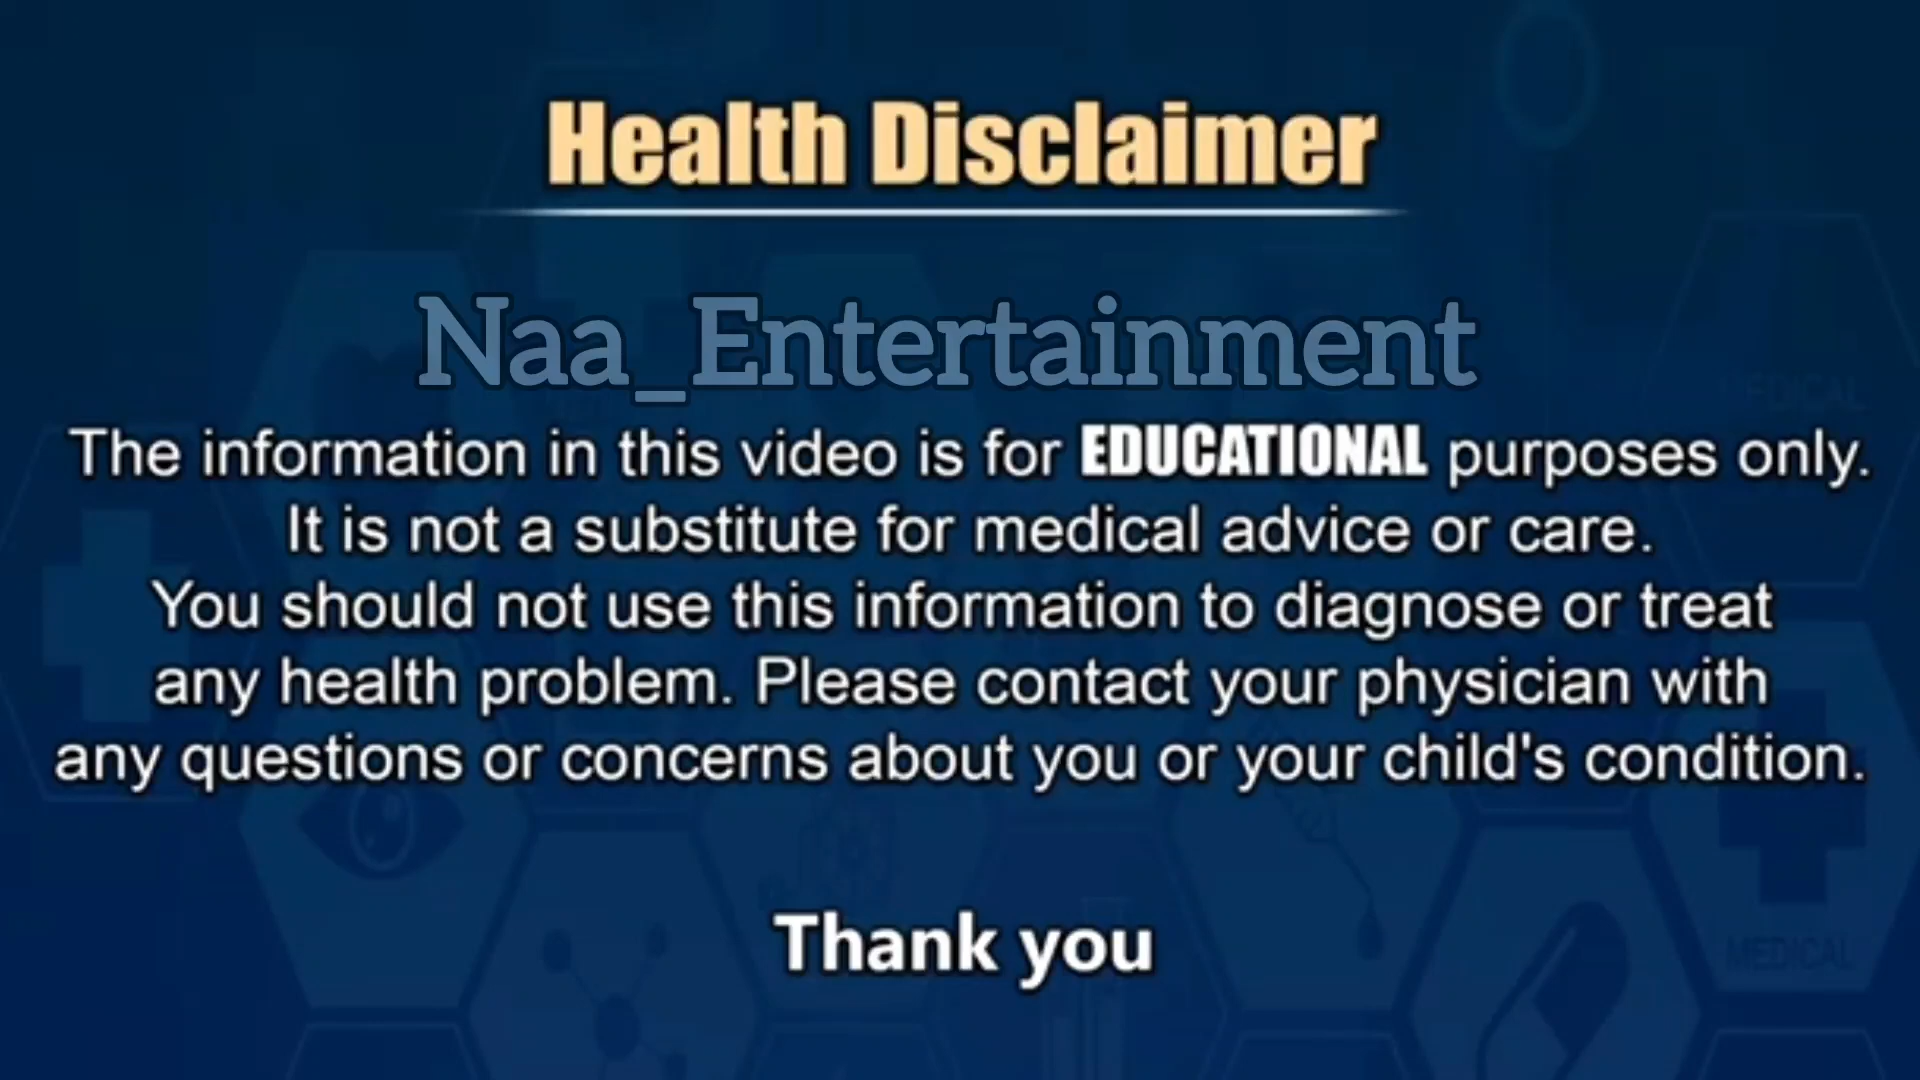 Health Disclaimer
Naa_Entertainment
The information in this video is for EDUCATIONAL purposes only.
It is not a substitute for medical advice or care.
You should not use this information to diagnose or treat
any health problem. Please contact your physician with
any questions or concerns about you or your child's condition.
MEDICAL
MEDICAL
Thank you